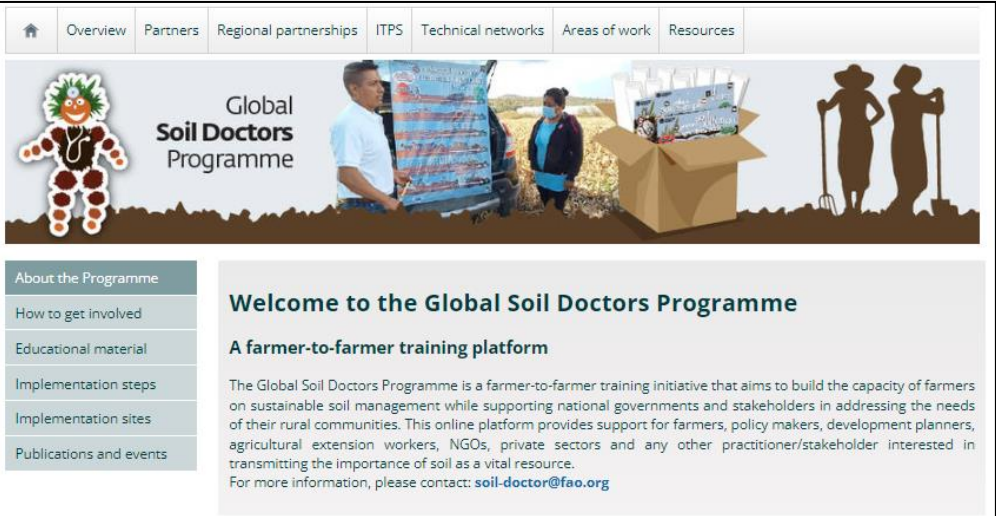 Overview Partners Regional partnerships ITPS Technical networks Areas of work Resources
Global
Soil Doctors
Programme
About the Programme
How to get involved
Educational material
Implementation steps
Implementation sites
Publications and events
Welcome to the Global Soil Doctors Programme
A farmer-to-farmer training platform
The Global Soil Doctors Programme is a farmer-to-farmer training initiative that aims to build the capacity of farmers
on sustainable soil management while supporting national governments and stakeholders in addressing the needs
of their rural communities. This online platform provides support for farmers, policy makers, development planners,
agricultural extension workers, NGOs, private sectors and any other practitioner/stakeholder interested in
transmitting the importance of soil as a vital resource.
For more information, please contact: soil-doctor@fao.org